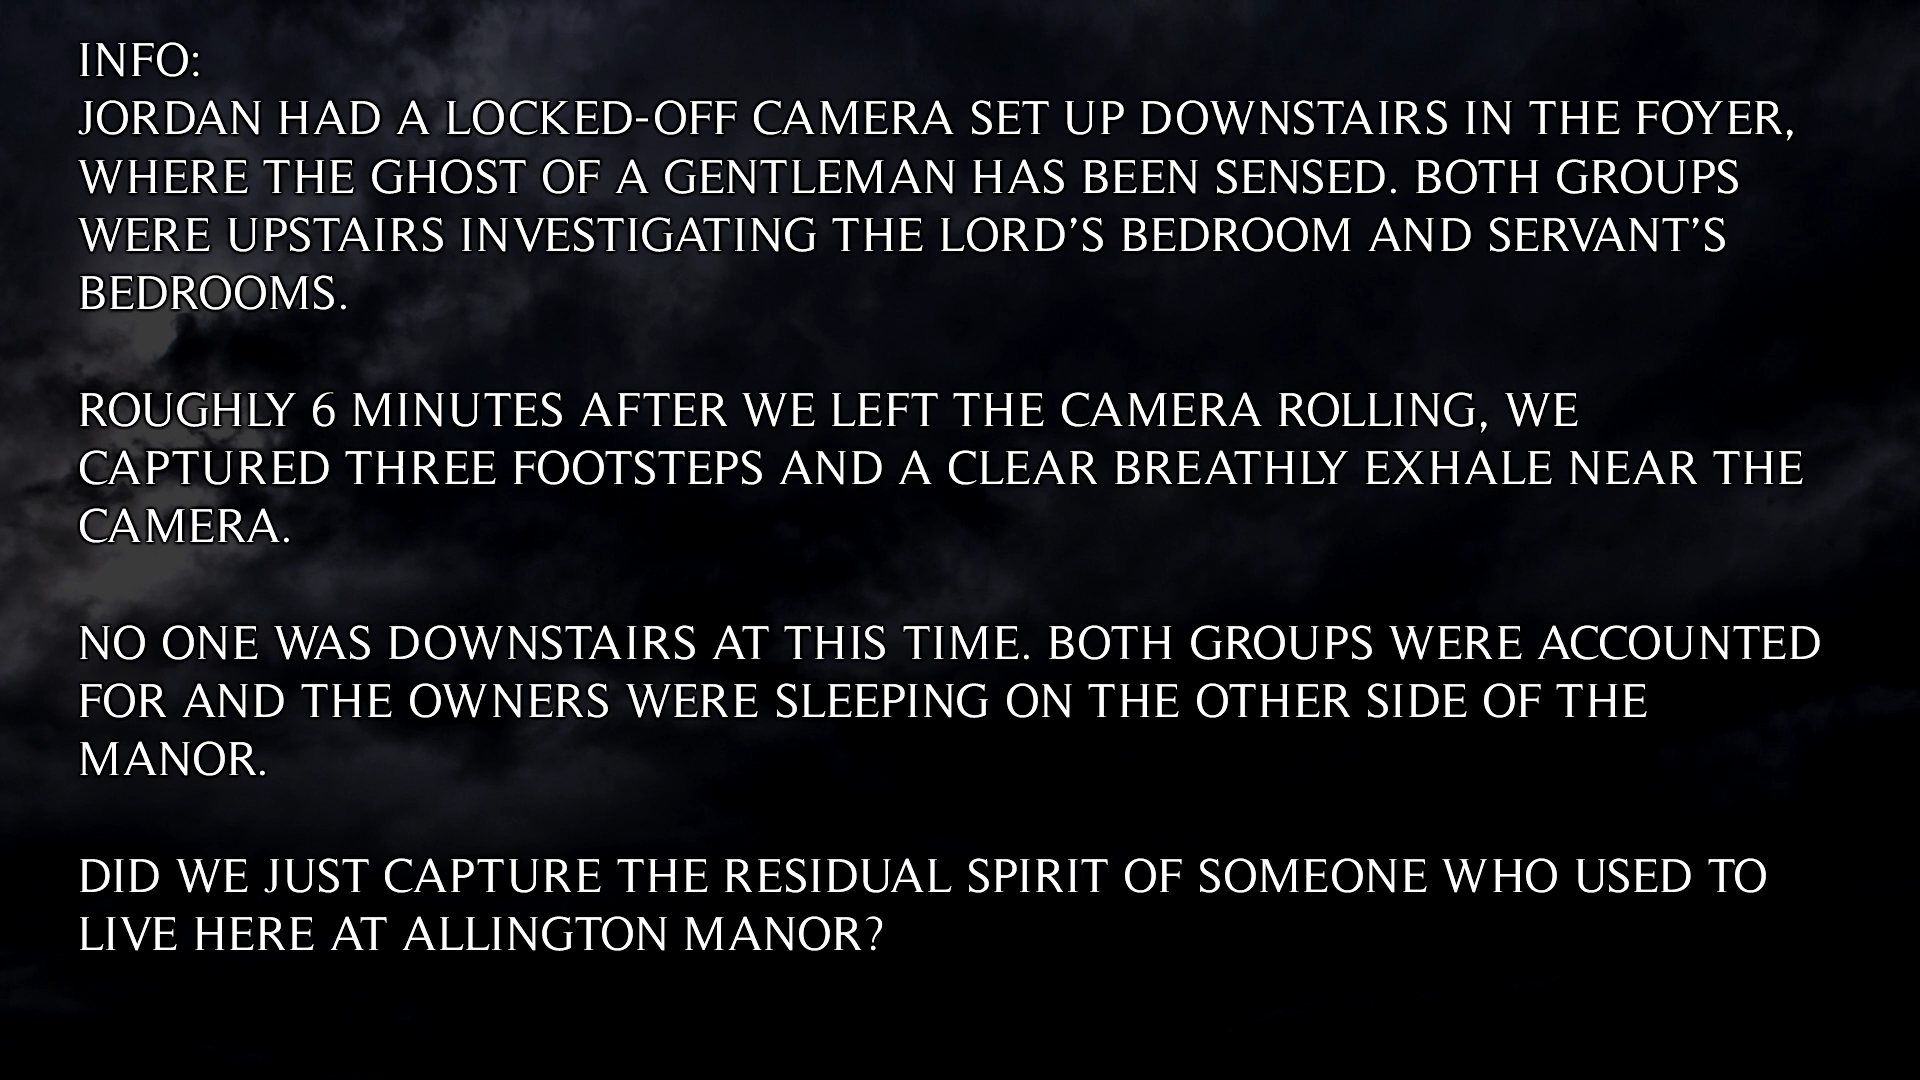 INFO:
JORDAN HAD A LOCKED-OFF CAMERA SET UP DOWNSTAIRS IN THE FOYER,
WHERE THE GHOST OF A GENTLEMAN HAS BEEN SENSED. BOTH GROUPS
WERE UPSTAIRS INVESTIGATING THE LORD’S BEDROOM AND SERVANT’S
BEDROOMS.
ROUGHLY 6 MINUTES AFTER WE LEFT THE CAMERA ROLLING, WE
CAPTURED THREE FOOTSTEPS AND A CLEAR BREATHLY EXHALE NEAR THE
CAMERA.
NO ONE WAS DOWNSTAIRS AT THIS TIME. BOTH GROUPS WERE ACCOUNTED
FOR AND THE OWNERS WERE SLEEPING ON THE OTHER SIDE OF THE
MANOR.
DID WE JUST CAPTURE THE RESIDUAL SPIRIT OF SOMEONE WHO USED TO
LIVE HERE AT ALLINGTON MANOR?